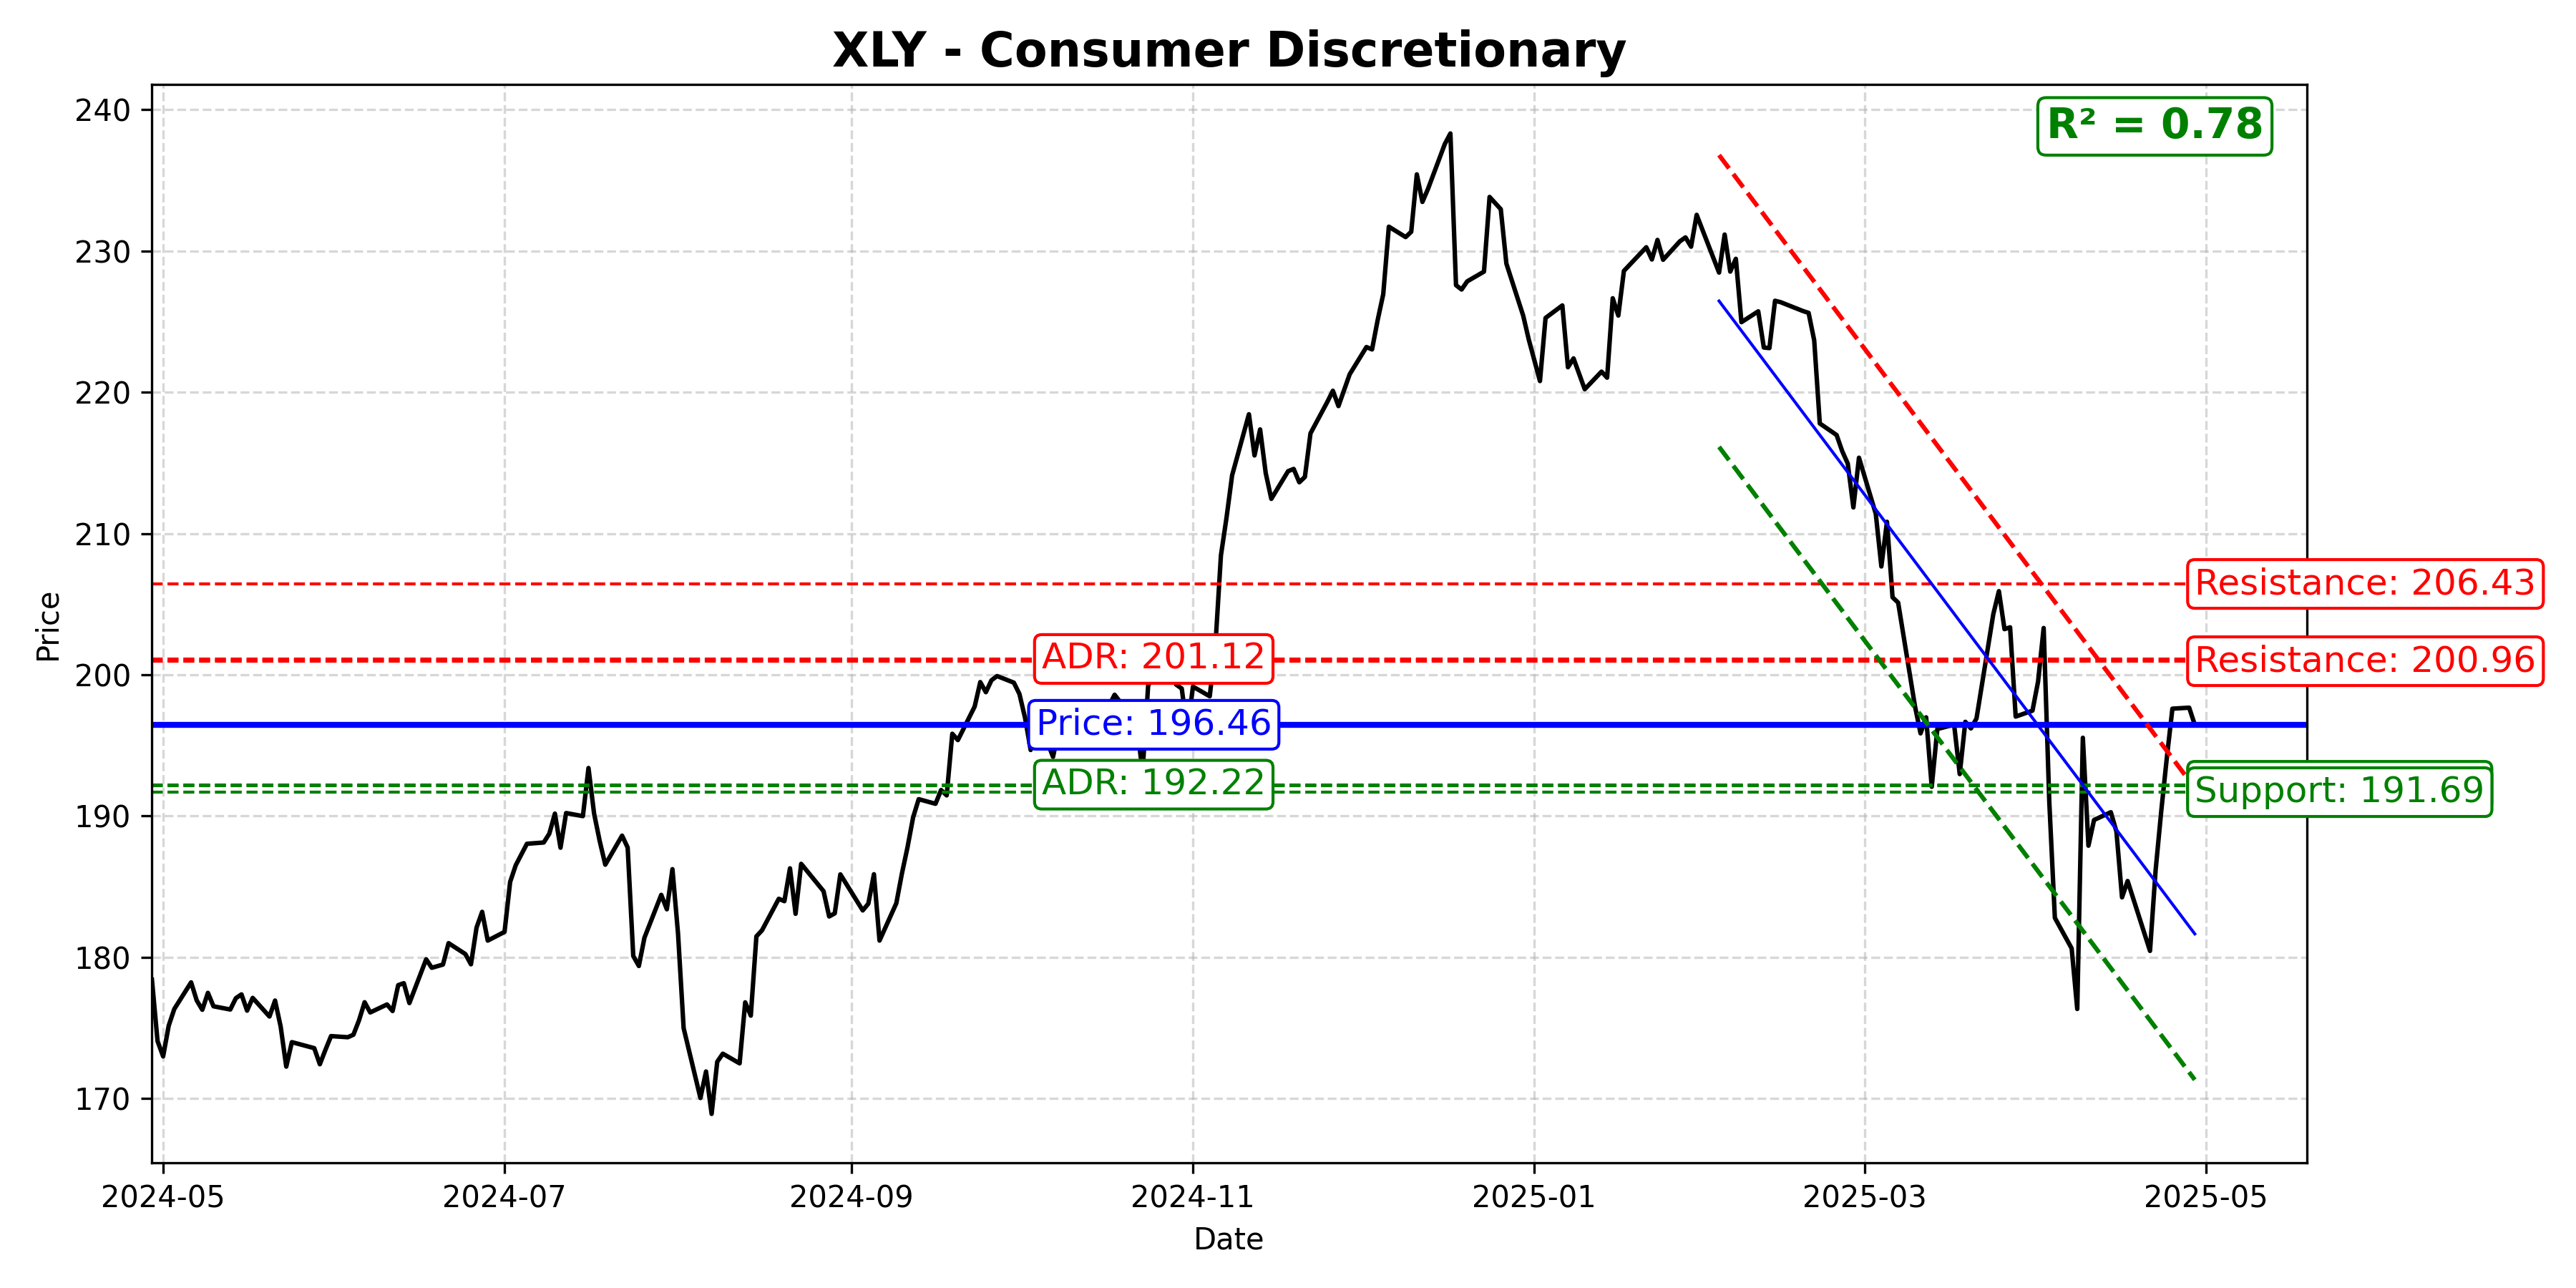 XLY - Consumer Discretionary
R² = 0.78
240
230
220
210
200
190
180
170
Price
Resistance: 206.43
ADR: 201.12
Resistance: 200.96
Price: 196.46
ADR: 192.22
Support: 191.69
2024-05
2024-07
2024-09
2024-11
2025-01
2025-03
2025-05
Date